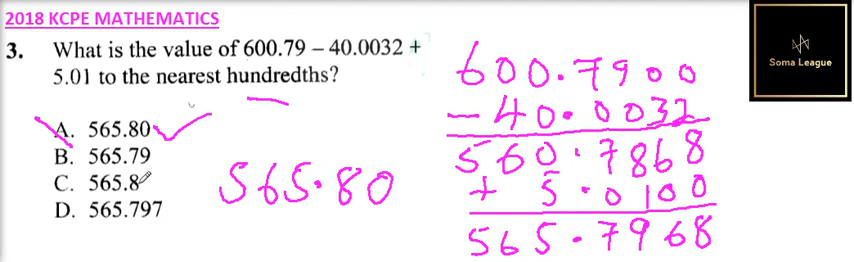 2018 KCPE MATHEMATICS
3. What is the value of 600.79 – 40.0032 +
5.01 to the nearest hundredths?
A. 565.80
B. 565.79
C. 565.8
D. 565.797
565.80
600.7900
- 40.0032
560.7868
+ 5.0100
565.7968
Soma League